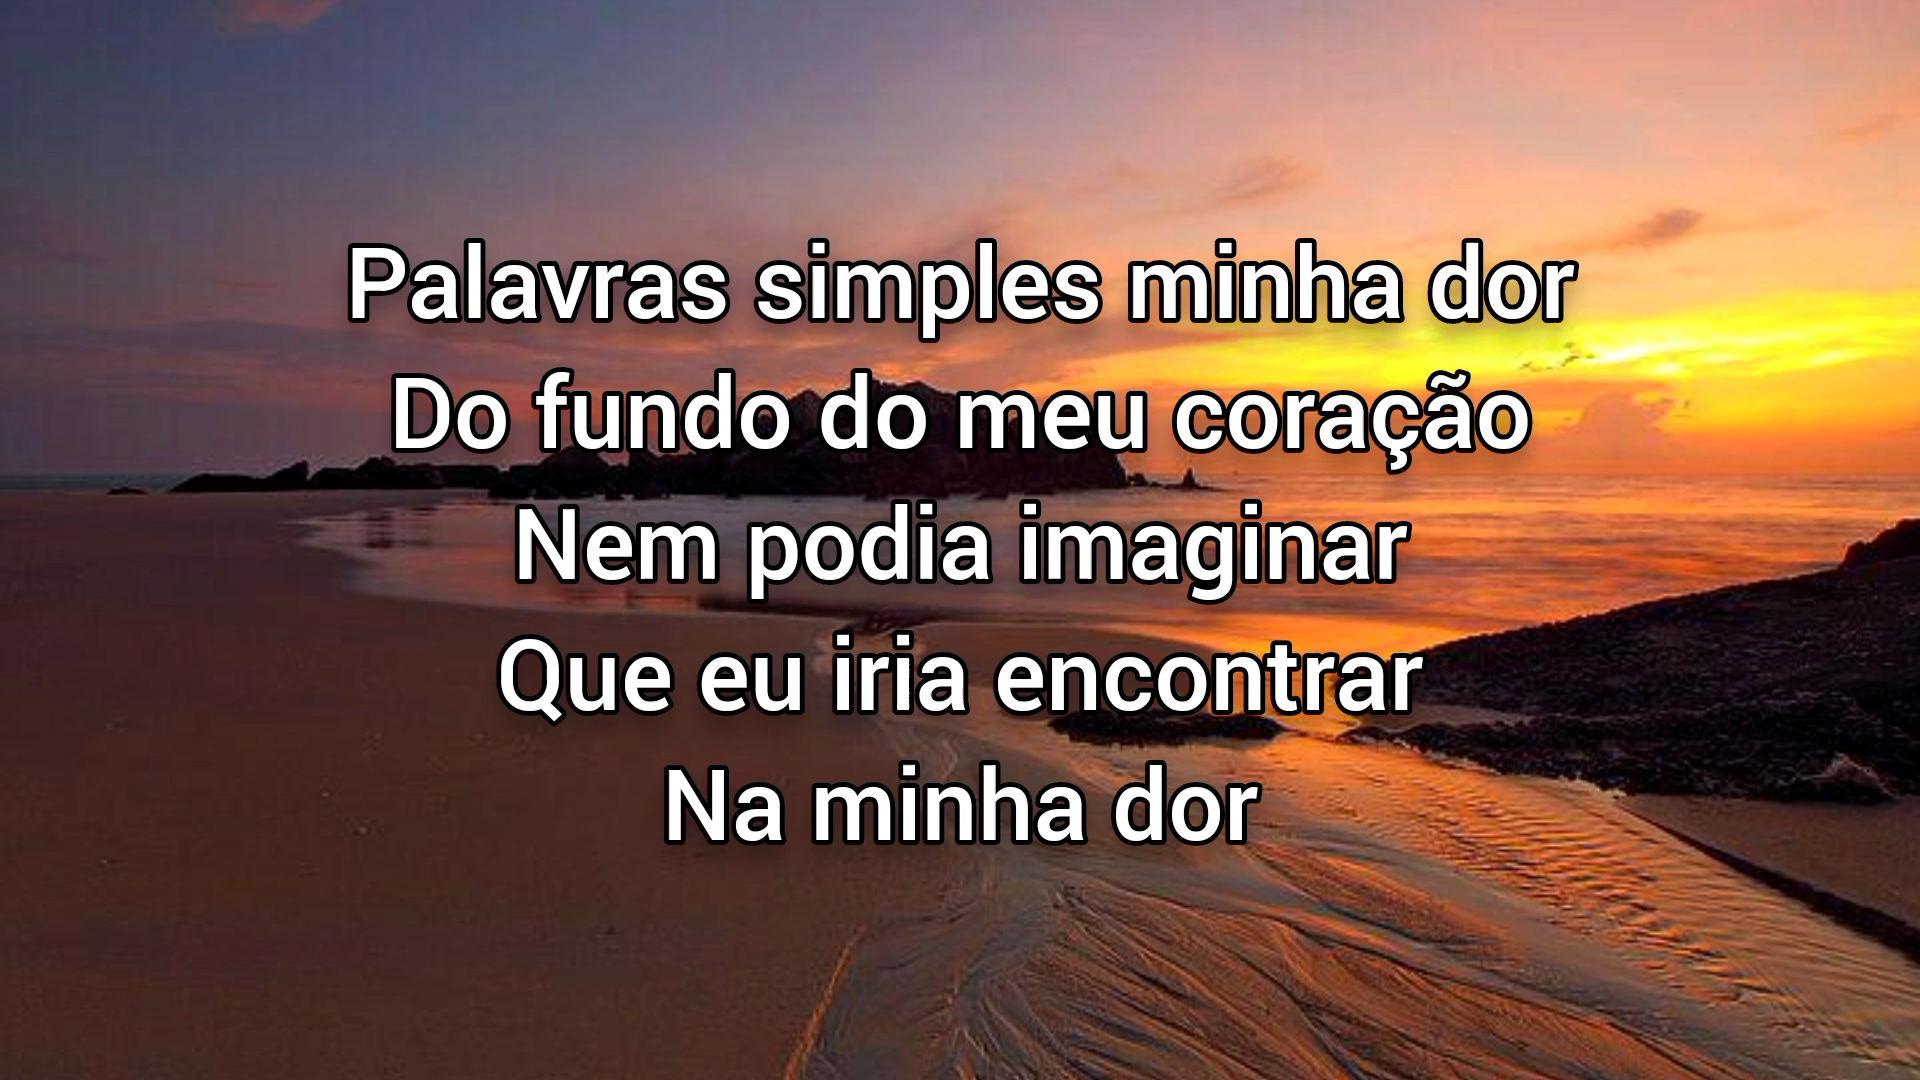 Palavras simples minha dor
Do fundo do meu coração
Nem podia imaginar
Que eu iria encontrar
Na minha dor